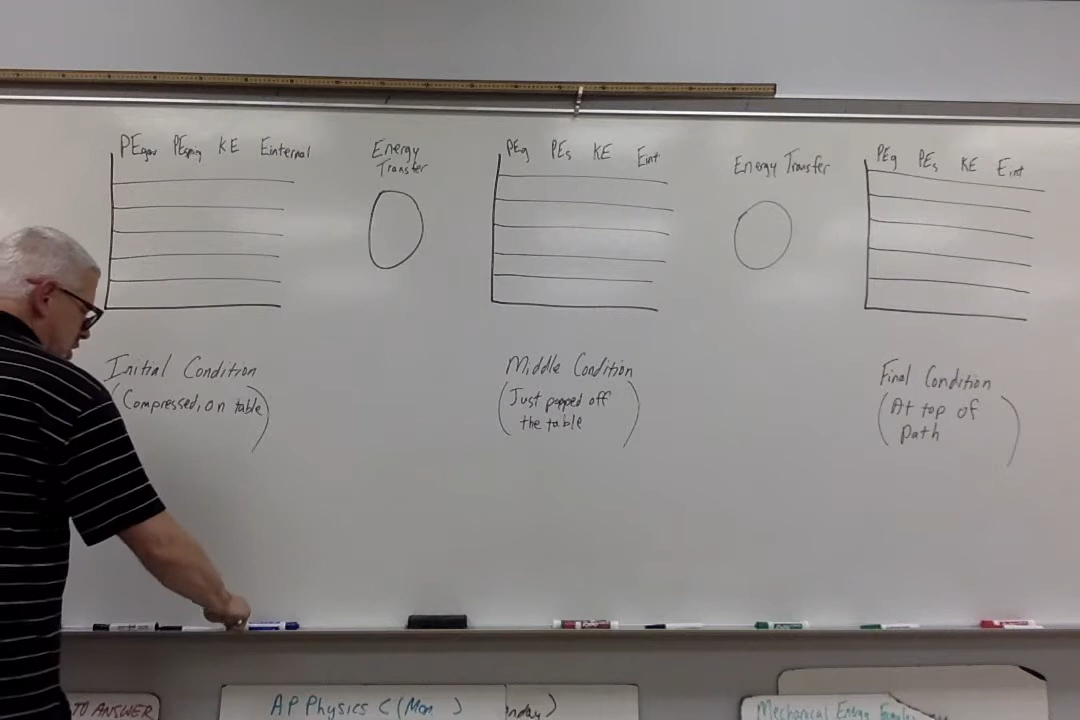 PEgrav PEspring KE Einternal
Energy
Transfer
PEg PEs KE Eint
Energy Transfer
PEg PEs KE Eint
Initial Condition
(Compressed, on table)
Middle Condition
(Just popped off
the table)
Final Condition
(At top of
path)
TO ANSWER
AP Physics C (Mon )
nday)
Mechanical Energy